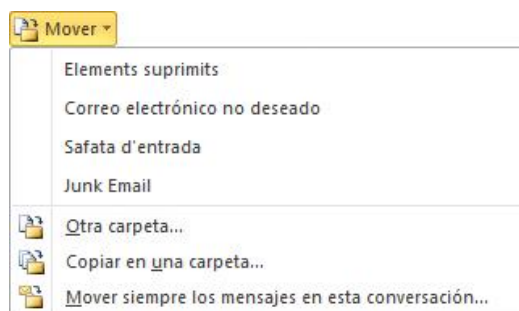 Mover
Elements suprimits
Correo electrónico no deseado
Safata d'entrada
Junk Email
Otra carpeta...
Copiar en una carpeta...
Mover siempre los mensajes en esta conversación...